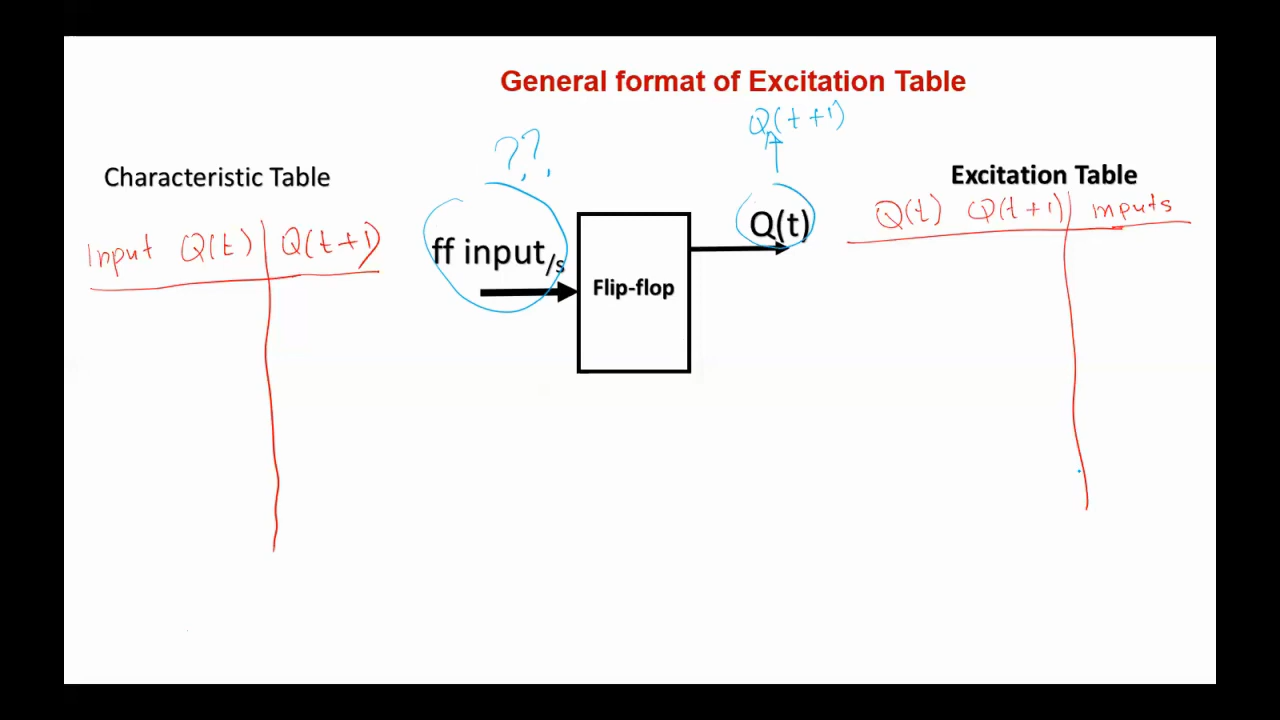 General format of Excitation Table
Q(t+1)
??
Characteristic Table
Excitation Table
Input Q(t) Q(t+1)
ff input/s
Q(t)
Q(t) Q(t+1) inputs
Flip-flop